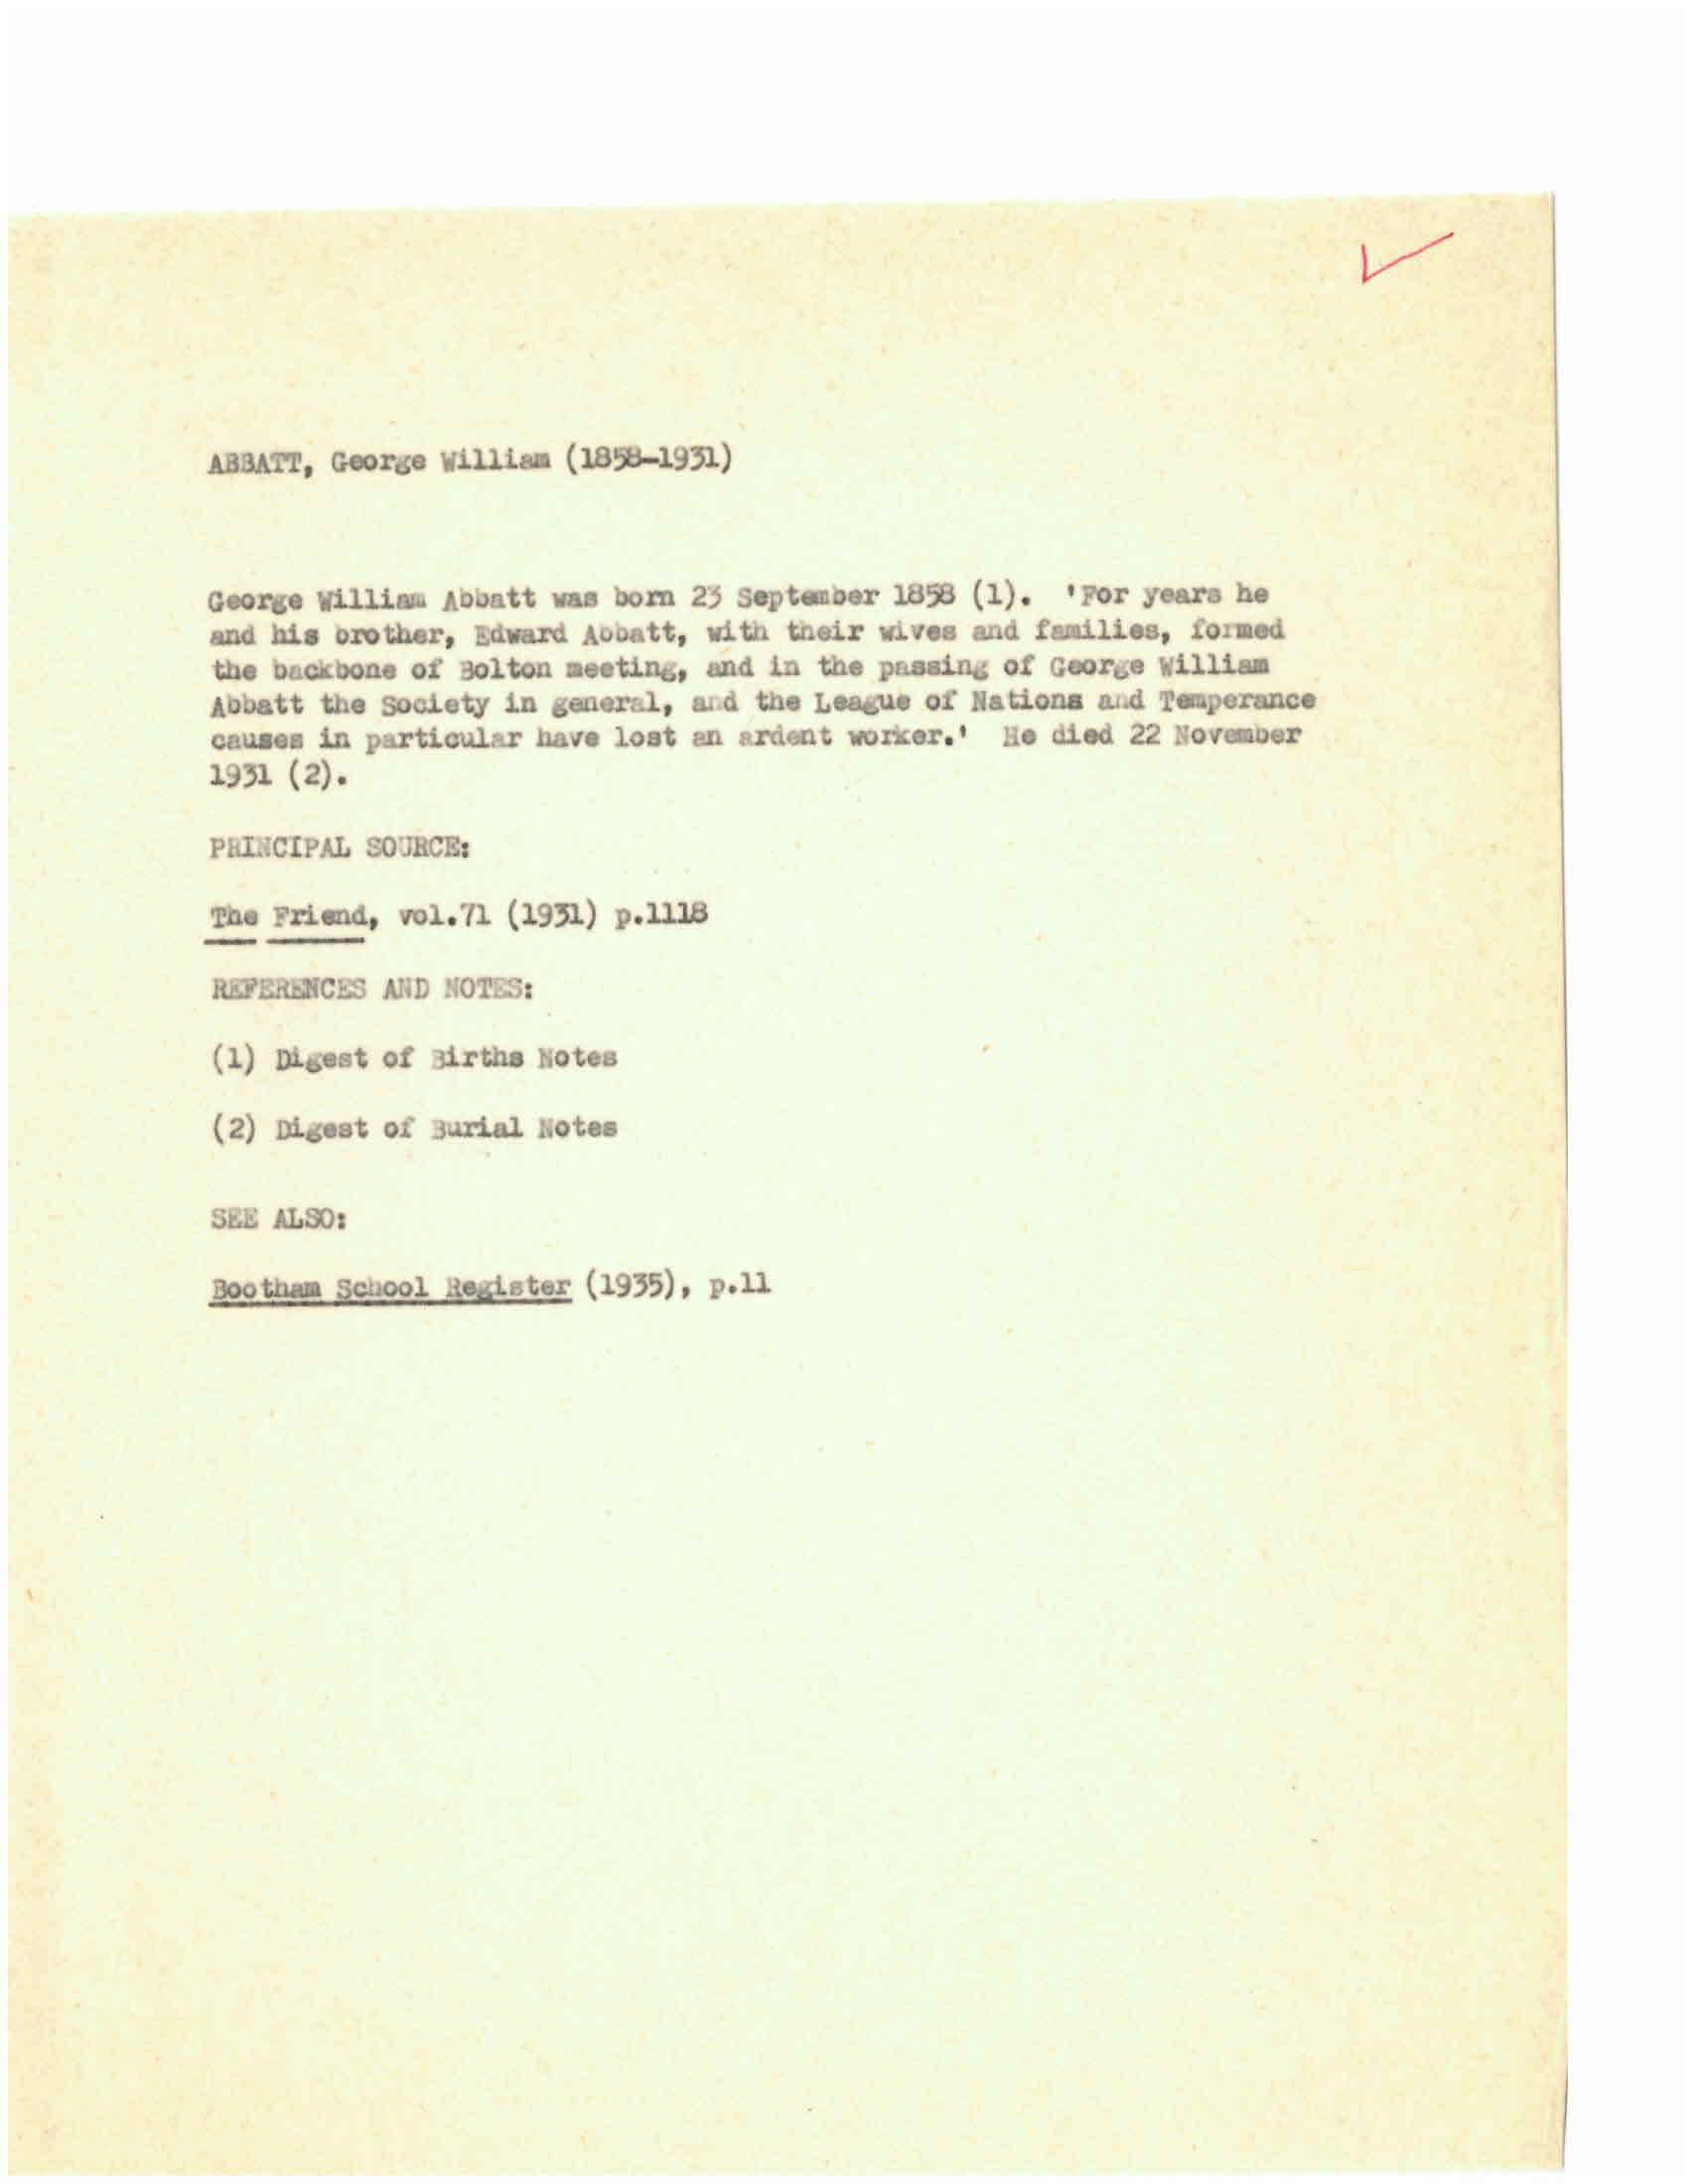 ABBATT, George William (1858-1931)
George William Abbatt was born 23 September 1858 (1). 'For years he
and his brother, Edward Abbatt, with their wives and families, formed
the backbone of Bolton meeting, and in the passing of George William
Abbatt the Society in general, and the League of Nations and Temperance
causes in particular have lost an ardent worker.' He died 22 November
1931 (2).
PRINCIPAL SOURCE:
The Friend, vol.71 (1931) p.1118
REFERENCES AND NOTES:
(1) Digest of Births Notes
(2) Digest of Burial Notes
SEE ALSO:
Bootham School Register (1935), p.11